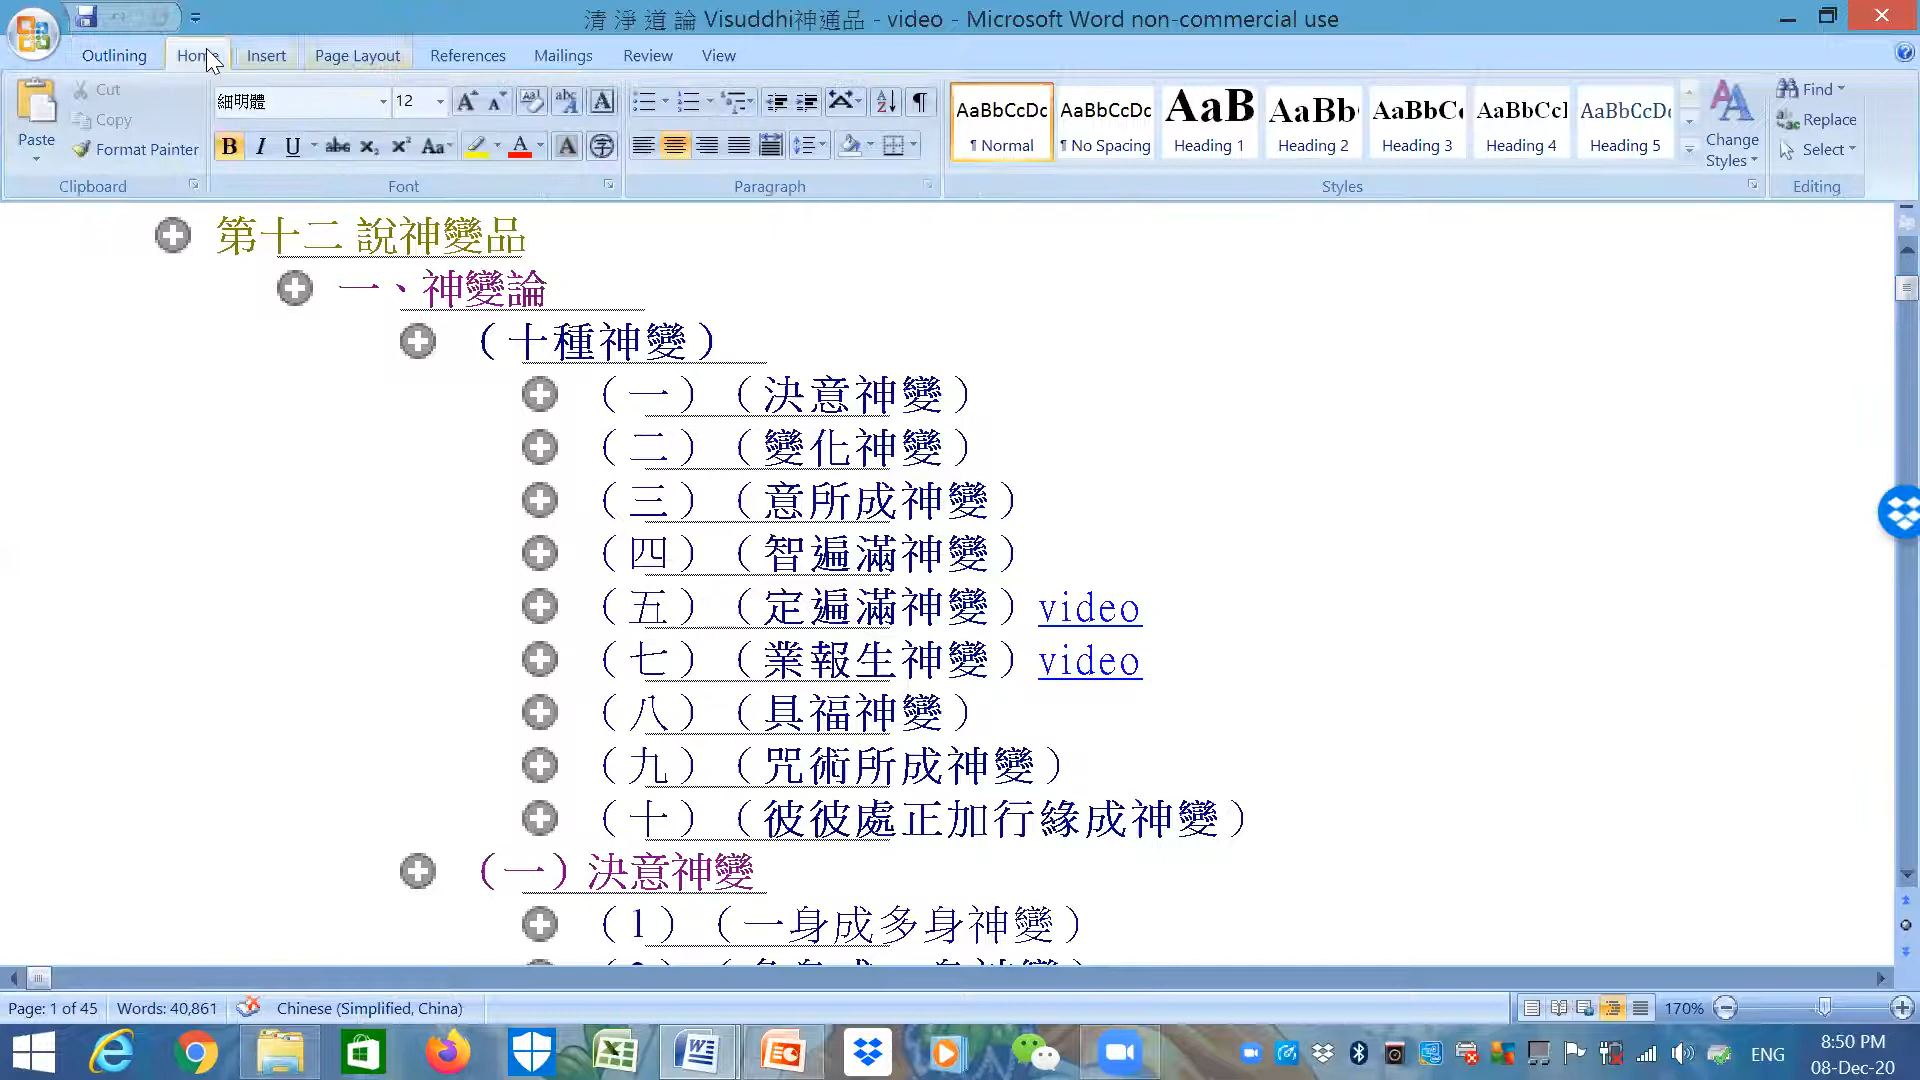 清 淨 道 論 Visuddhi神通品 - video - Microsoft Word non-commercial use
Outlining Home Insert Page Layout References Mailings Review View
Cut
細明體 12
AaBbCcDc AaBbCcDc AaB AaBb AaBbCc AaBbCcI AaBbCcDc
Find
Copy
Paste
Replace
Format Painter
B I U abc x₂ x² Aa
¶ Normal ¶ No Spacing Heading 1 Heading 2 Heading 3 Heading 4 Heading 5
Change Styles
Select
Clipboard Font Paragraph Styles Editing
第十二 說神變品
一、神變論
（十種神變）
（一）（決意神變）
（二）（變化神變）
（三）（意所成神變）
（四）（智遍滿神變）
（五）（定遍滿神變）video
（七）（業報生神變）video
（八）（具福神變）
（九）（咒術所成神變）
（十）（彼彼處正加行緣成神變）
（一）決意神變
（1）（一身成多身神變）
Page: 1 of 45 Words: 40,861 Chinese (Simplified, China) 170%
8:50 PM
ENG
08-Dec-20